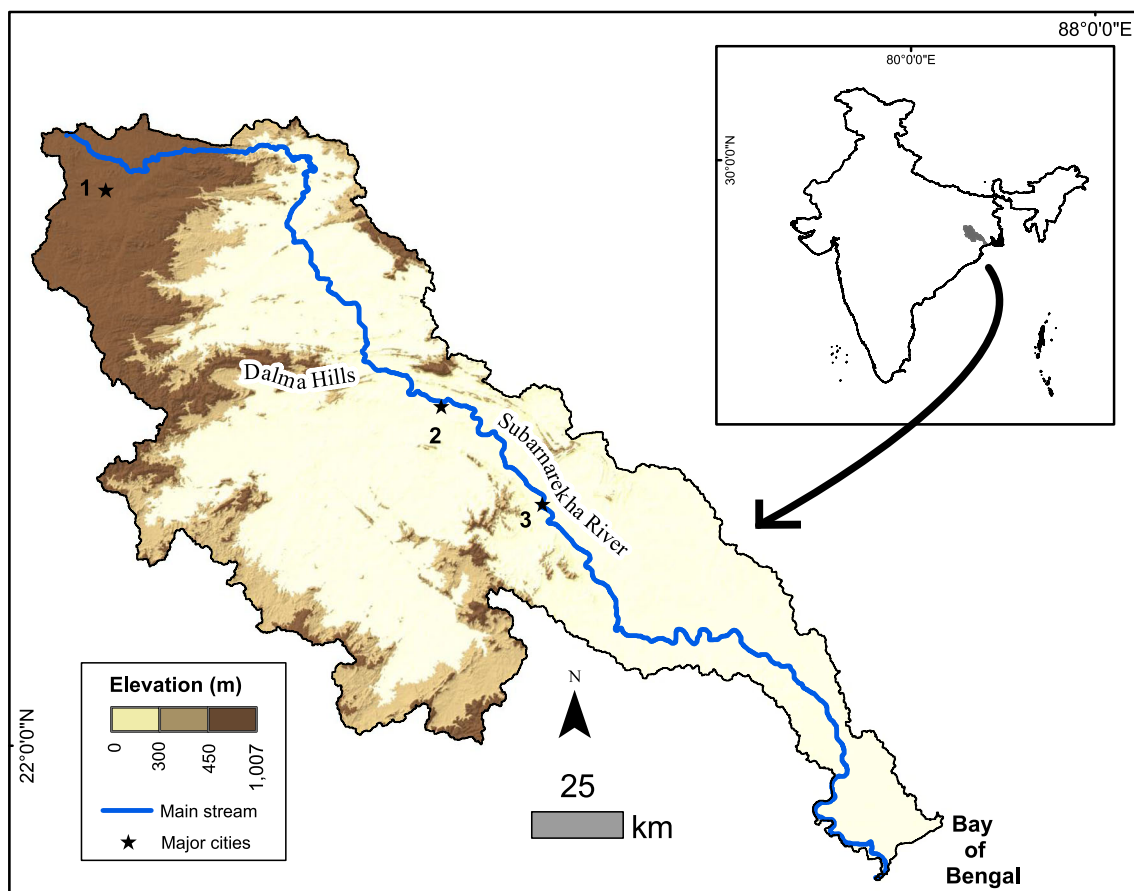 88°0'0"E
80°0'0"E
30°0'0"N
1
Dalma Hills
2
Subarnarekha River
3
N
Elevation (m)
0 300 450 1,007
Main stream
Major cities
22°0'0"N
25
km
Bay
of
Bengal